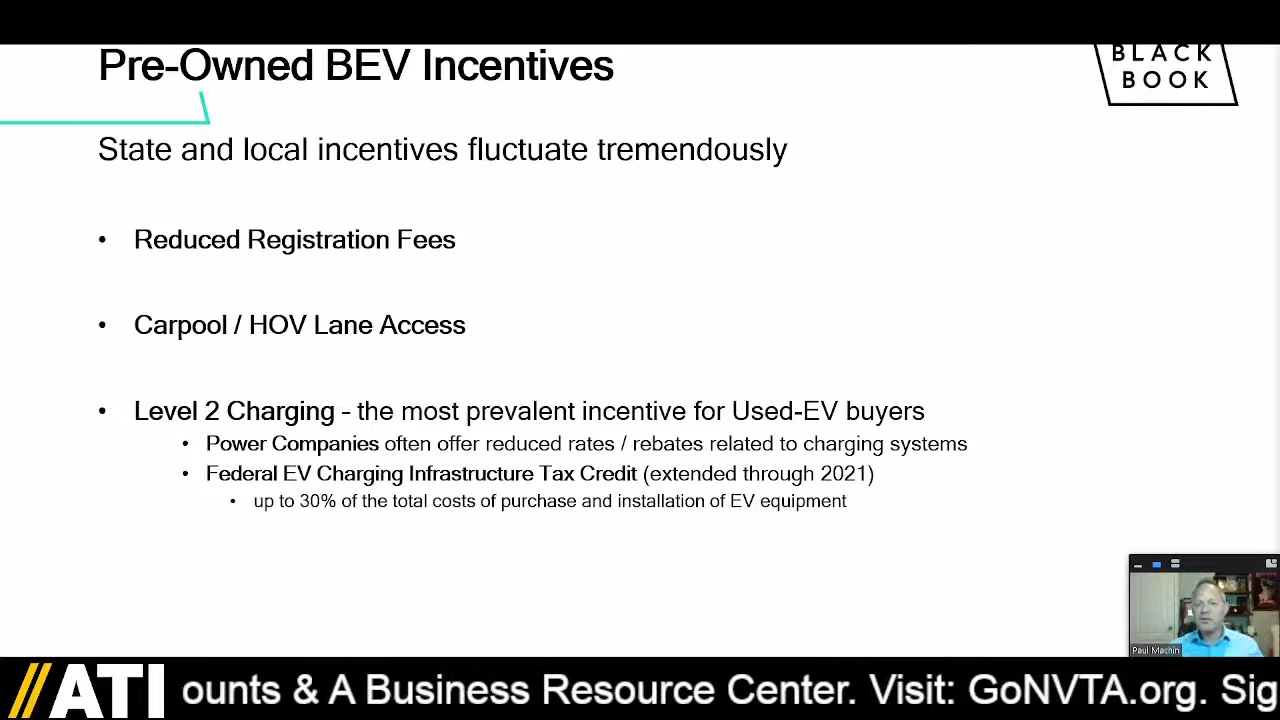 Pre-Owned BEV Incentives
BLACK
BOOK
State and local incentives fluctuate tremendously
• Reduced Registration Fees
• Carpool / HOV Lane Access
• Level 2 Charging – the most prevalent incentive for Used-EV buyers
• Power Companies often offer reduced rates / rebates related to charging systems
• Federal EV Charging Infrastructure Tax Credit (extended through 2021)
• up to 30% of the total costs of purchase and installation of EV equipment
Paul Machin
//ATI ounts & A Business Resource Center. Visit: GoNVTA.org. Sig